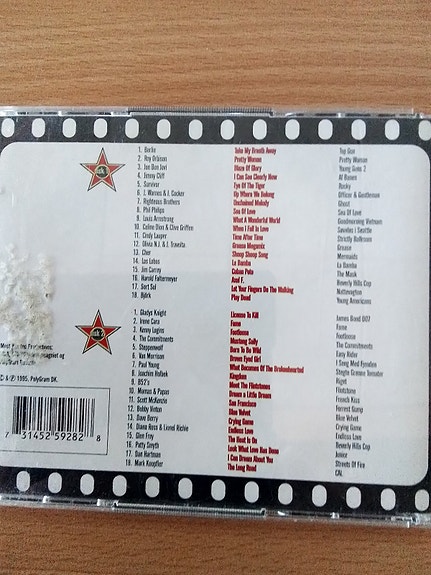 1. Berlin Take My Breath Away Top Gun
2. Roy Orbison Pretty Woman Pretty Woman
3. Jon Bon Jovi Blaze Of Glory Young Guns 2
4. Jimmy Cliff I Can See Clearly Now
5. Survivor Eye Of The Tiger Rocky
6. J. Warnes & J. Cocker Up Where We Belong Officer & Gentleman
7. Righteous Brothers Unchained Melody Ghost
8. Phil Philips Sea Of Love Sea Of Love
9. Louis Armstrong What A Wonderful World Goodmorning Vietnam
10. Celine Dion & Clive Griffin When I Fall In Love Søvnløs i Seattle
11. Cindy Lauper Time After Time Strictly Ballroom
12. Olivia N.J. & J. Travolta Grease Megamix Grease
13. Cher Shoop Shoop Song Mermaids
14. Los Lobos La Bamba La Bamba
15. Jim Carrey Cuban Pete The Mask
16. Harold Faltermeyer Axel F. Beverly Hills Cop
17. Sort Sol Let Your Fingers Do The Walking Nattevagten
18. Björk Play Dead Young Americans
1. Gladys Knight Licence To Kill James Bond 007
2. Irene Cara Fame Fame
3. Kenny Logins Footloose Footloose
4. The Commitments Mustang Sally The Commitments
5. Steppenwolf Born To Be Wild Easy Rider
6. Van Morrison Brown Eyed Girl
7. Paul Young What Becomes Of The Brokenhearted
8. Kingdom Riget
9. B52's Meet The Flintstones Flintstone
10. Mamas & Papas Dream a Little Dream French Kiss
11. Scott McKenzie San Francisco Forrest Gump
12. Bobby Vinton Blue Velvet Blue Velvet
13. Dave Berry Crying Game Crying Game
14. Diana Ross & Lionel Richie Endless Love Endless Love
15. Glen Frey The Heat Is On Beverly Hills Cop
16. Patty Smyth Look What Love Has Done Junior
17. Dan Hartman I Can Dream About You Streets Of Fire
18. Mark Knopfler The Long Road CAL
& ℗ 1995, PolyGram DK.
7 31452 59282 8